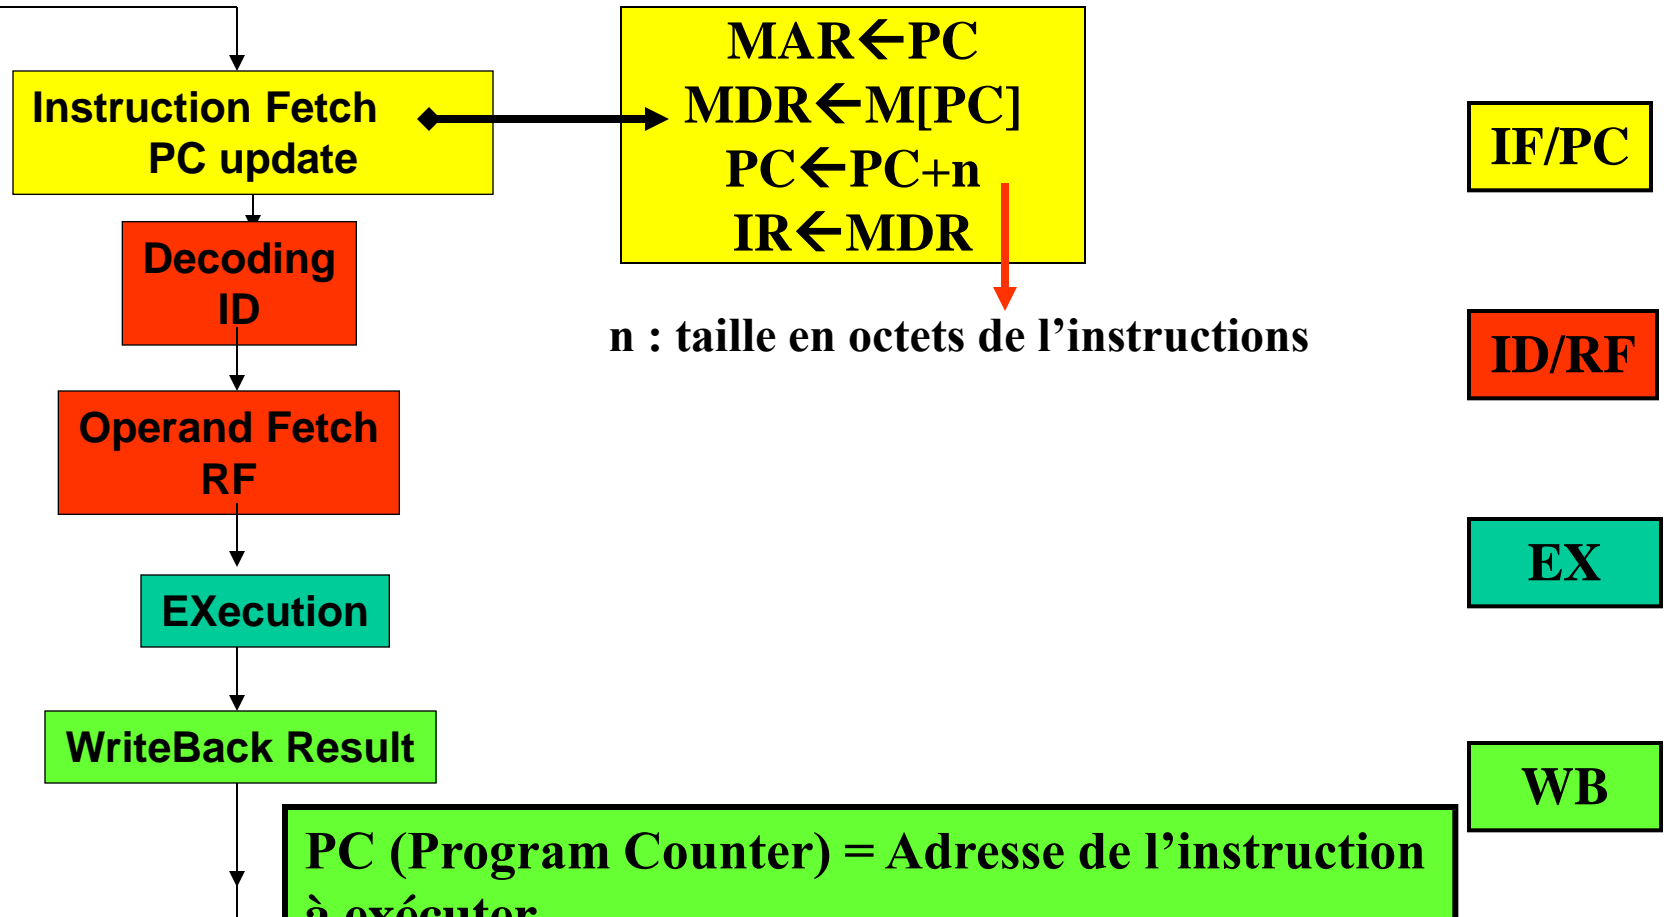 MAR←PC
MDR←M[PC]
PC←PC+n
IR←MDR
Instruction Fetch
PC update
IF/PC
Decoding
ID
n : taille en octets de l’instructions
ID/RF
Operand Fetch
RF
EX
EXecution
WriteBack Result
WB
PC (Program Counter) = Adresse de l’instruction
à exécuter